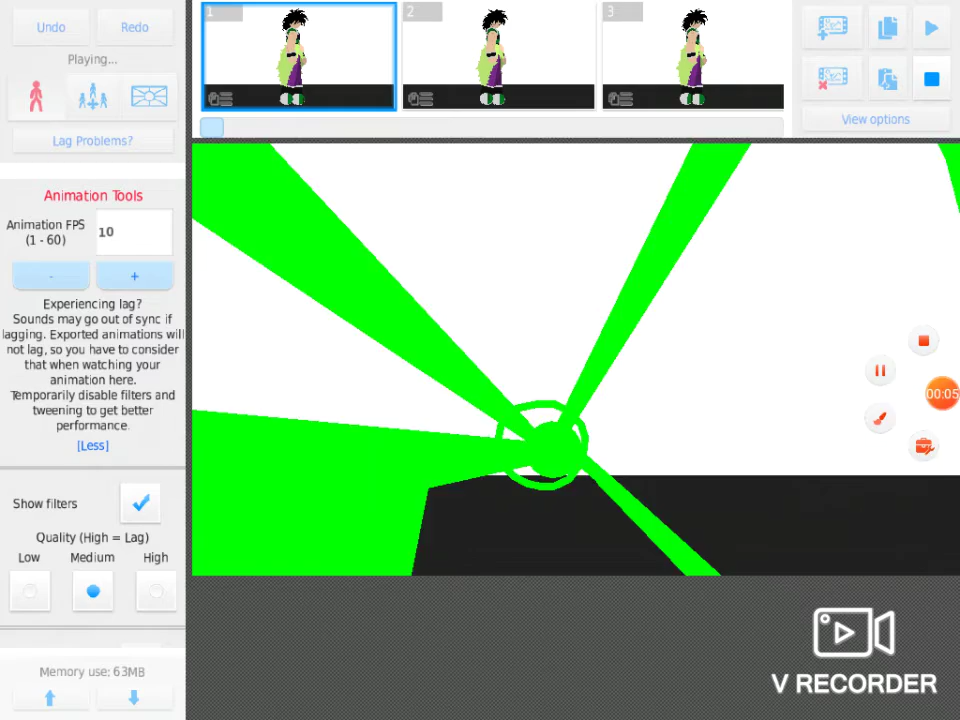 Undo
Redo
Playing...
Lag Problems?
1
2
3
View options
Animation Tools
Animation FPS
(1 - 60)
10
-
+
Experiencing lag?
Sounds may go out of sync if
lagging. Exported animations will
not lag, so you have to consider
that when watching your
animation here.
Temporarily disable filters and
tweening to get better
performance.
[Less]
Show filters
Quality (High = Lag)
Low
Medium
High
Memory use: 63MB
00:05
V RECORDER